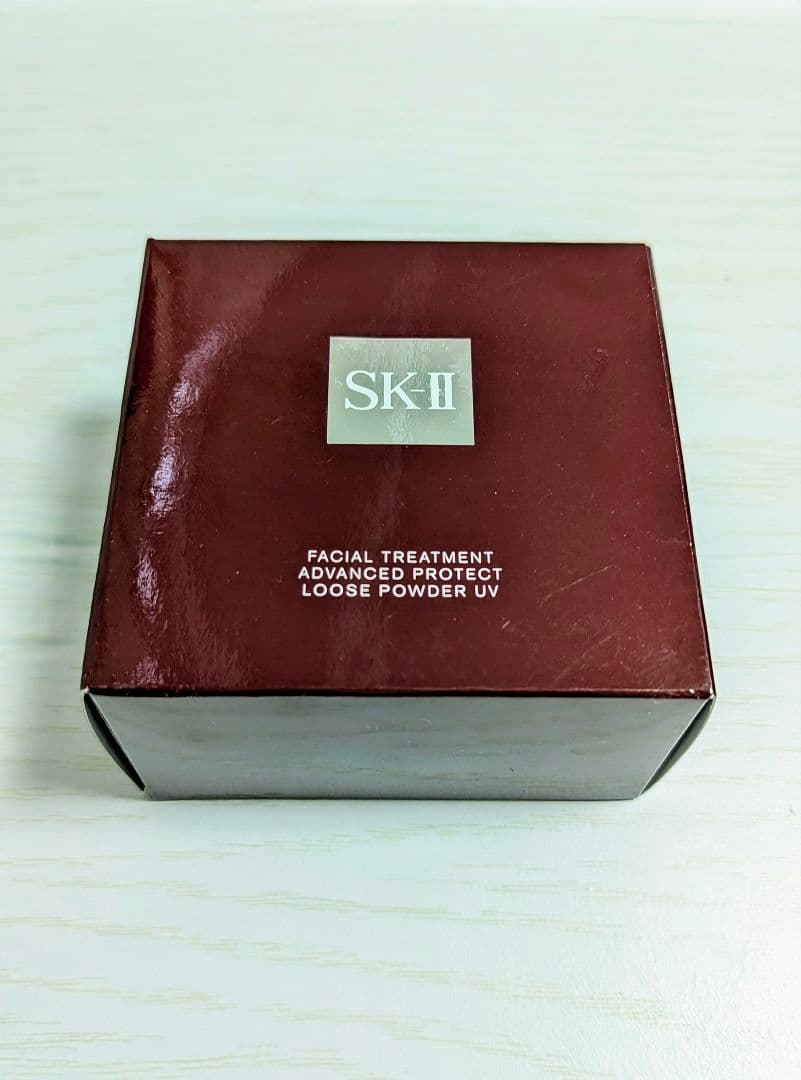 SK-II
FACIAL TREATMENT
ADVANCED PROTECT
LOOSE POWDER UV